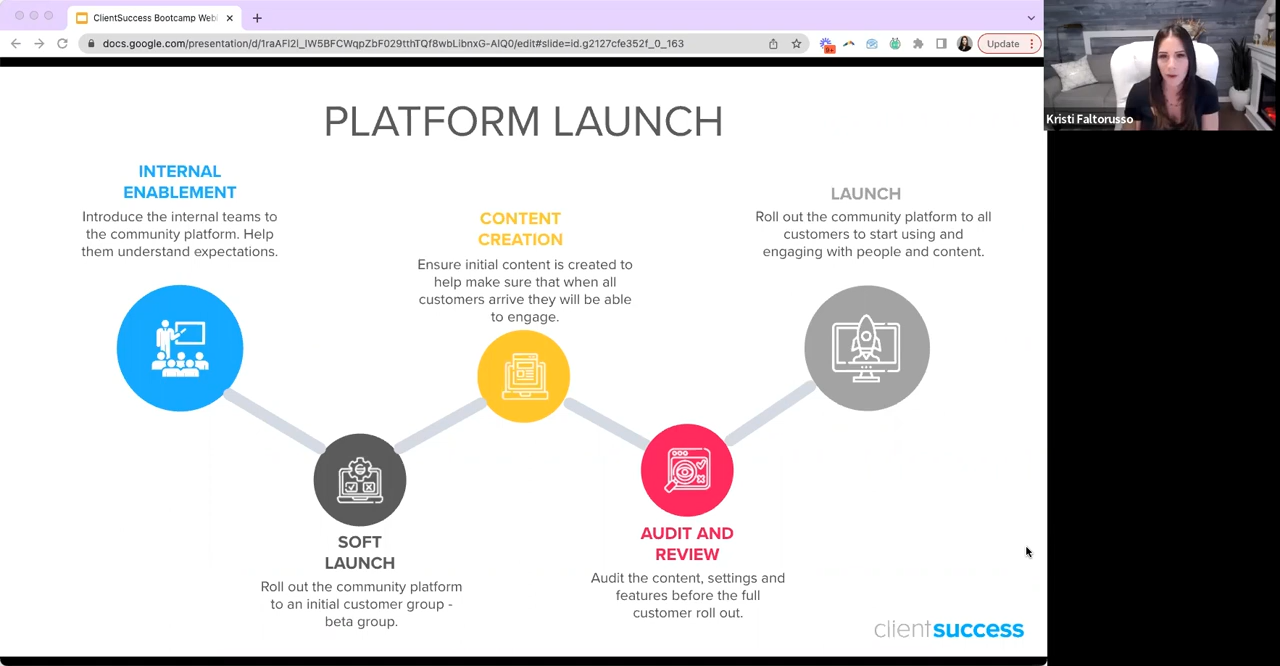 ClientSuccess Bootcamp Web
docs.google.com/presentation/d/1raAFl2l_IW5BFCWqpZbF029tthTQf8wbLibnxG-AlQ0/edit#slide=id.g2127cfe352f_0_163
9+
Update
Kristi Faltorusso
PLATFORM LAUNCH
INTERNAL
ENABLEMENT
Introduce the internal teams to
the community platform. Help
them understand expectations.
CONTENT
CREATION
Ensure initial content is created to
help make sure that when all
customers arrive they will be able
to engage.
LAUNCH
Roll out the community platform to all
customers to start using and
engaging with people and content.
SOFT
LAUNCH
Roll out the community platform
to an initial customer group -
beta group.
AUDIT AND
REVIEW
Audit the content, settings and
features before the full
customer roll out.
clientsuccess